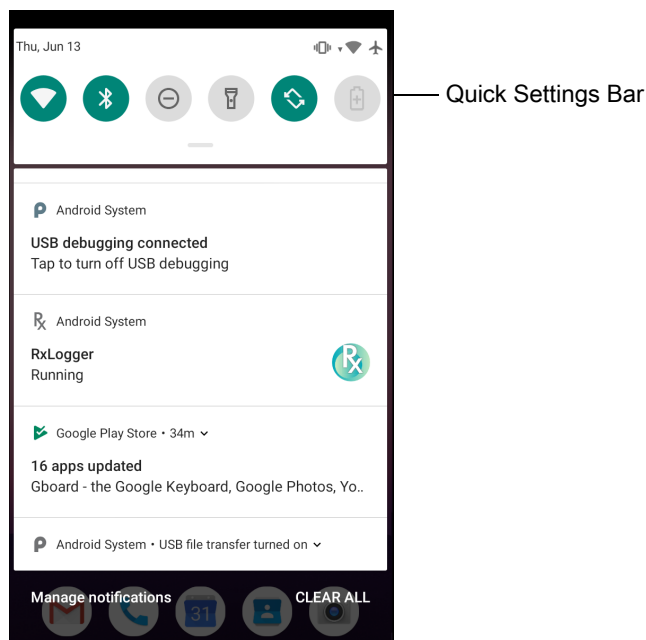 Thu, Jun 13
Quick Settings Bar
Android System
USB debugging connected
Tap to turn off USB debugging
Rx Android System
RxLogger
Running
Rx
Google Play Store • 34m
16 apps updated
Gboard - the Google Keyboard, Google Photos, Yo..
Android System • USB file transfer turned on
Manage notifications
CLEAR ALL
31